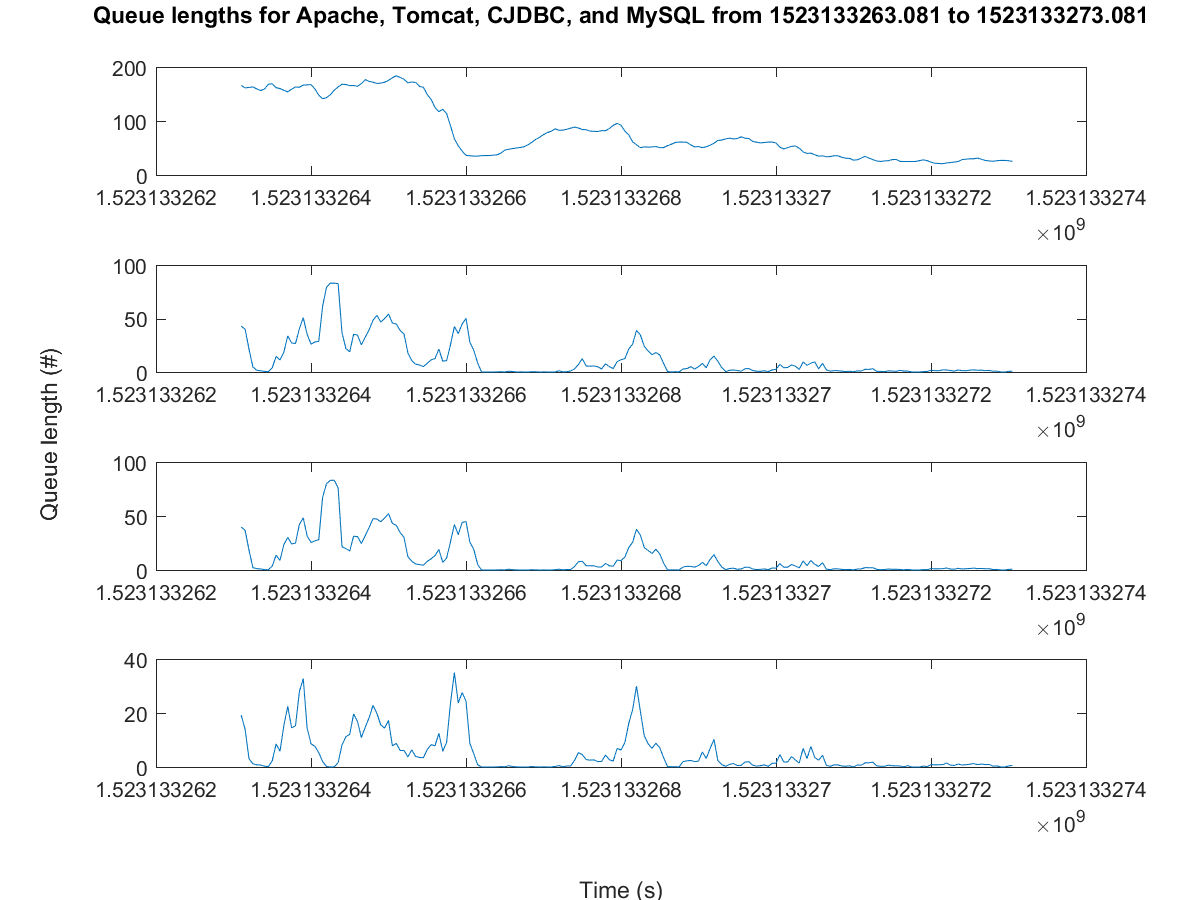 Queue lengths for Apache, Tomcat, CJDBC, and MySQL from 1523133263.081 to 1523133273.081
200
100
0
1.523133262 1.523133264 1.523133266 1.523133268 1.52313327 1.523133272 1.523133274
×10^9
100
50
0
1.523133262 1.523133264 1.523133266 1.523133268 1.52313327 1.523133272 1.523133274
×10^9
Queue length (#)
100
50
0
1.523133262 1.523133264 1.523133266 1.523133268 1.52313327 1.523133272 1.523133274
×10^9
40
20
0
1.523133262 1.523133264 1.523133266 1.523133268 1.52313327 1.523133272 1.523133274
×10^9
Time (s)